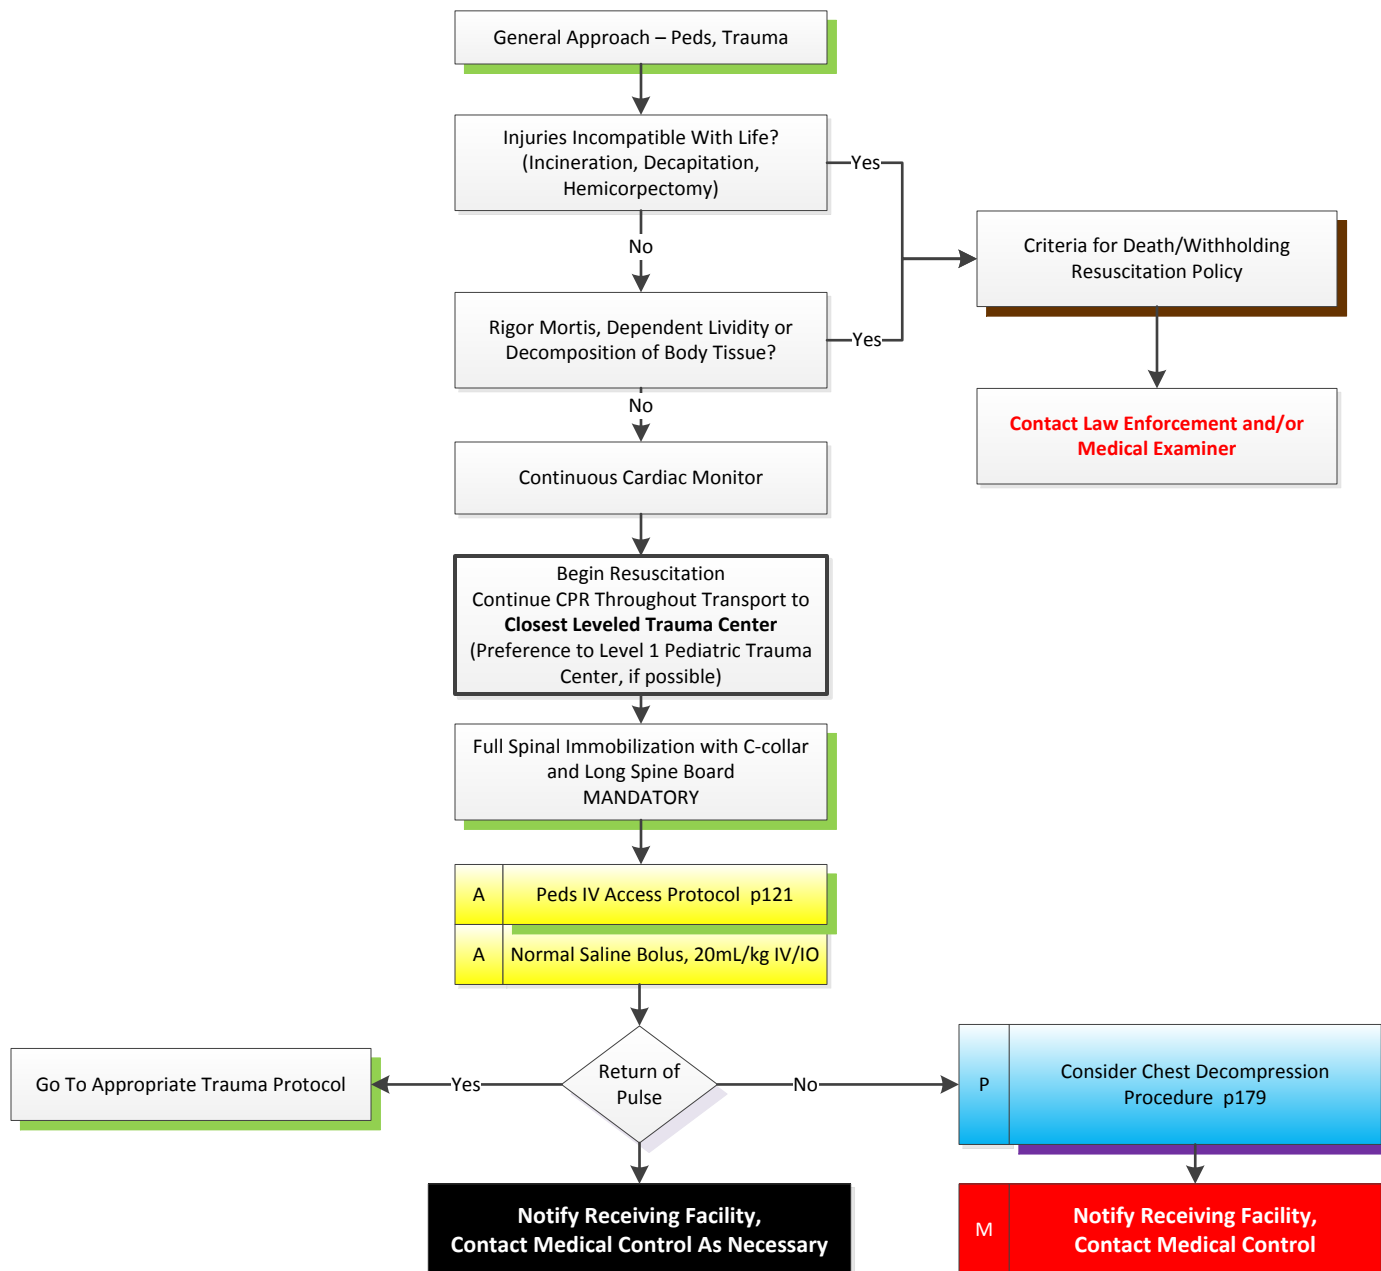 General Approach – Peds, Trauma
Injuries Incompatible With Life?
(Incineration, Decapitation,
Hemicorpectomy)
Yes
No
Criteria for Death/Withholding
Resuscitation Policy
Rigor Mortis, Dependent Lividity or
Decomposition of Body Tissue?
Yes
No
Contact Law Enforcement and/or
Medical Examiner
Continuous Cardiac Monitor
Begin Resuscitation
Continue CPR Throughout Transport to
Closest Leveled Trauma Center
(Preference to Level 1 Pediatric Trauma
Center, if possible)
Full Spinal Immobilization with C-collar
and Long Spine Board
MANDATORY
A Peds IV Access Protocol p121
A Normal Saline Bolus, 20mL/kg IV/IO
Return of
Pulse
Yes
Go To Appropriate Trauma Protocol
No
P Consider Chest Decompression
Procedure p179
Notify Receiving Facility,
Contact Medical Control As Necessary
M Notify Receiving Facility,
Contact Medical Control